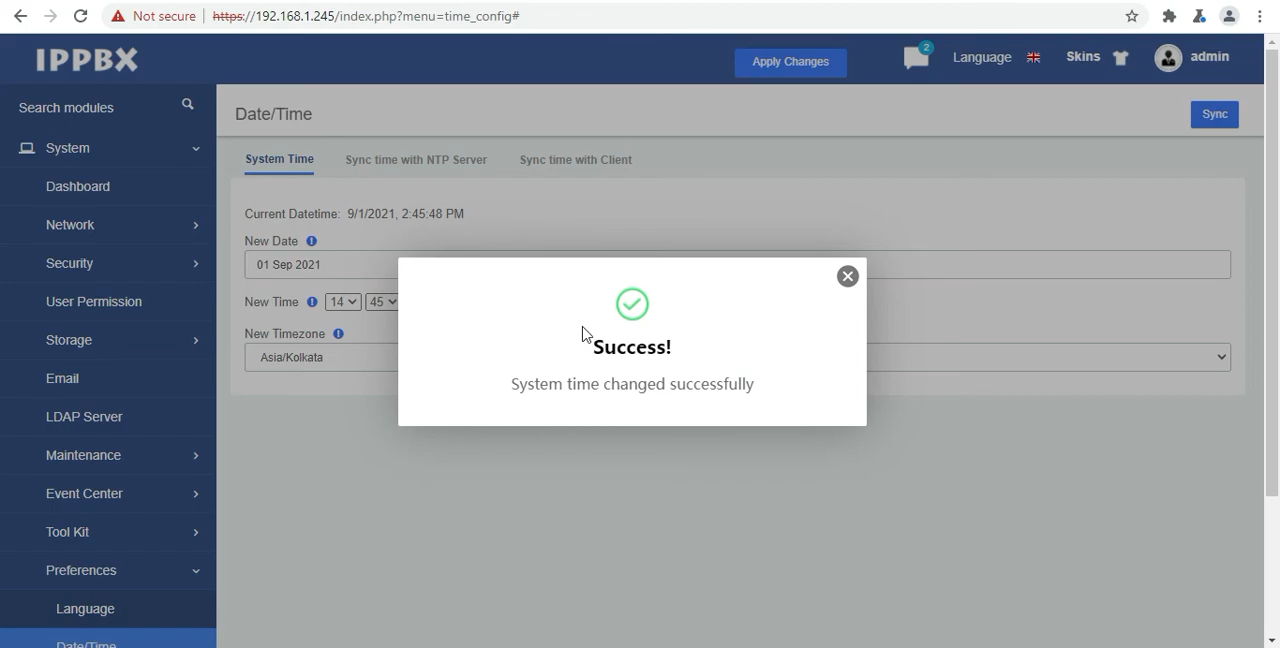 Not secure https://192.168.1.245/index.php?menu=time_config#
IPPBX
Apply Changes
2
Language
Skins
admin
Search modules
Date/Time
Sync
System
System Time
Sync time with NTP Server
Sync time with Client
Dashboard
Current Datetime: 9/1/2021, 2:45:48 PM
Network
New Date
01 Sep 2021
Security
User Permission
New Time 14 45
Storage
New Timezone
Asia/Kolkata
Success!
System time changed successfully
Email
LDAP Server
Maintenance
Event Center
Tool Kit
Preferences
Language
Date/Time